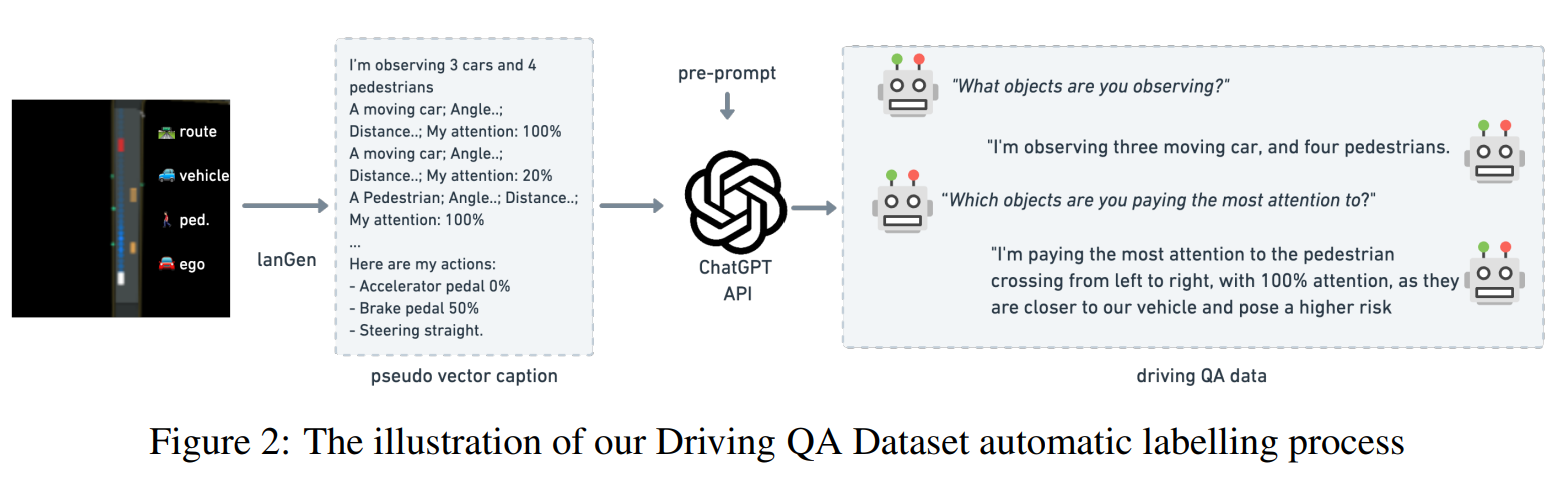 route
vehicle
ped.
ego
lanGen
I'm observing 3 cars and 4
pedestrians
A moving car; Angle..;
Distance..; My attention: 100%
A moving car; Angle..;
Distance..; My attention: 20%
A Pedestrian; Angle..; Distance..;
My attention: 100%
...
Here are my actions:
- Accelerator pedal 0%
- Brake pedal 50%
- Steering straight.
pseudo vector caption
pre-prompt
ChatGPT
API
"What objects are you observing?"
"I'm observing three moving car, and four pedestrians.
"Which objects are you paying the most attention to?"
"I'm paying the most attention to the pedestrian
crossing from left to right, with 100% attention, as they
are closer to our vehicle and pose a higher risk
driving QA data
Figure 2: The illustration of our Driving QA Dataset automatic labelling process